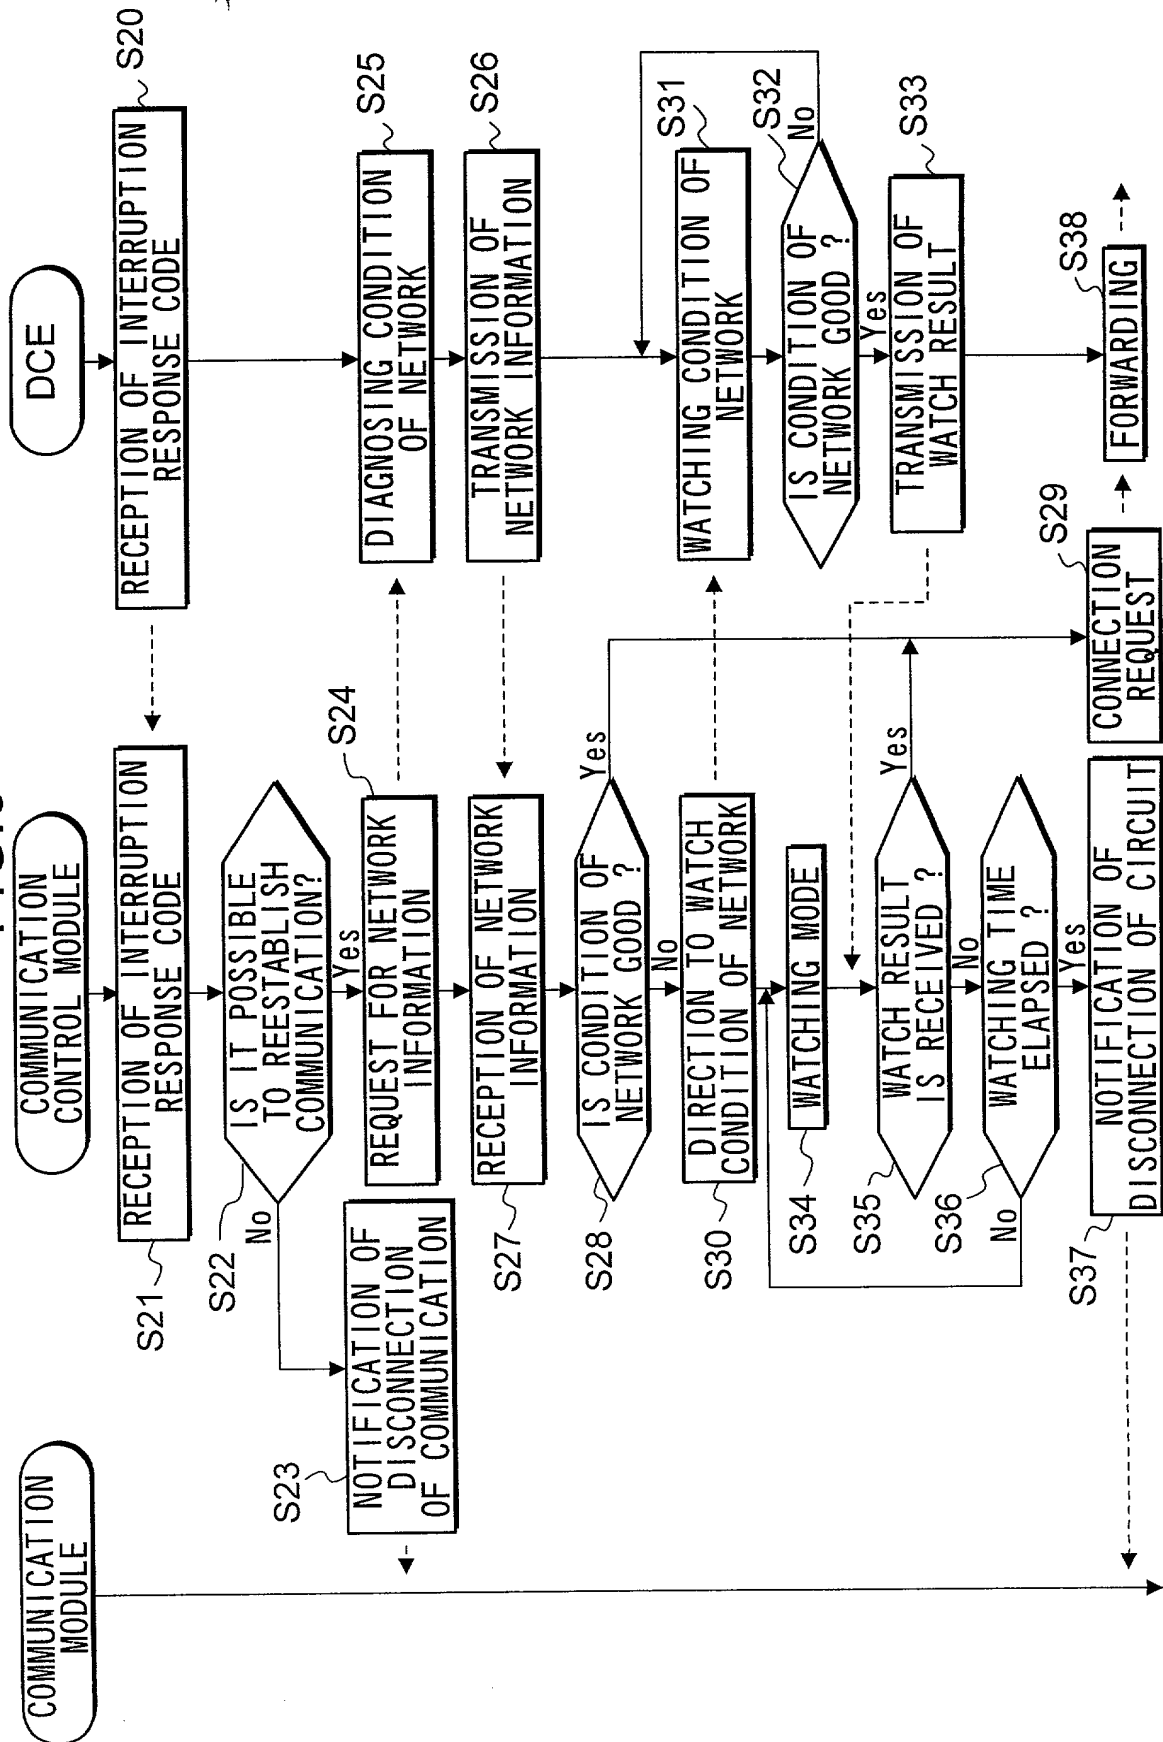 COMMUNICATION
MODULE
COMMUNICATION
CONTROL MODULE
DCE
RECEPTION OF INTERRUPTION
RESPONSE CODE
S20
RECEPTION OF INTERRUPTION
RESPONSE CODE
S21
IS IT POSSIBLE
TO REESTABLISH
COMMUNICATION?
S22
No
Yes
NOTIFICATION OF
DISCONNECTION
OF COMMUNICATION
S23
REQUEST FOR NETWORK
INFORMATION
S24
DIAGNOSING CONDITION
OF NETWORK
S25
TRANSMISSION OF
NETWORK INFORMATION
S26
RECEPTION OF NETWORK
INFORMATION
S27
IS CONDITION OF
NETWORK GOOD ?
S28
Yes
No
DIRECTION TO WATCH
CONDITION OF NETWORK
S30
WATCHING CONDITION OF
NETWORK
S31
IS CONDITION OF
NETWORK GOOD ?
S32
No
Yes
TRANSMISSION OF
WATCH RESULT
S33
WATCHING MODE
S34
WATCH RESULT
IS RECEIVED ?
S35
Yes
No
WATCHING TIME
ELAPSED ?
S36
No
Yes
NOTIFICATION OF
DISCONNECTION OF CIRCUIT
S37
CONNECTION
REQUEST
S29
FORWARDING
S38